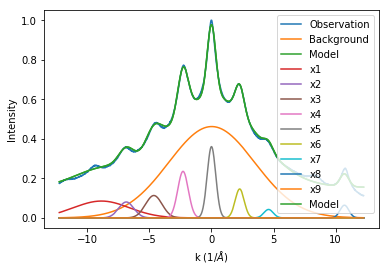 1.0
0.8
0.6
0.4
0.2
0.0
Intensity
−10
−5
0
5
10
k (1/Å)
Observation
Background
Model
x1
x2
x3
x4
x5
x6
x7
x8
x9
Model